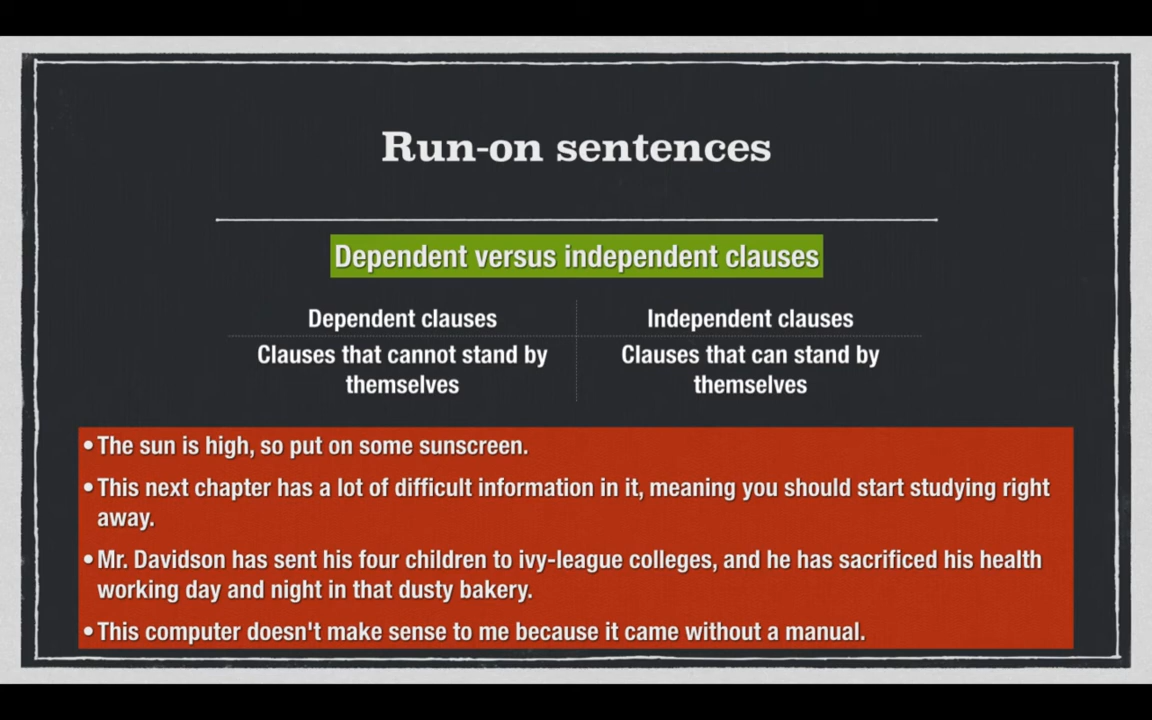 Run-on sentences
Dependent versus independent clauses
Dependent clauses
Independent clauses
Clauses that cannot stand by
themselves
Clauses that can stand by
themselves
•The sun is high, so put on some sunscreen.
•This next chapter has a lot of difficult information in it, meaning you should start studying right
away.
•Mr. Davidson has sent his four children to ivy-league colleges, and he has sacrificed his health
working day and night in that dusty bakery.
•This computer doesn't make sense to me because it came without a manual.